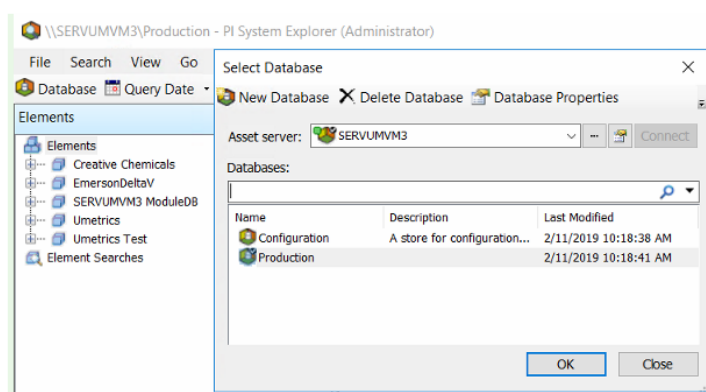 \\SERVUMVM3\Production - PI System Explorer (Administrator)
File Search View Go
Database Query Date
Elements
Elements
Creative Chemicals
EmersonDeltaV
SERVUMVM3 ModuleDB
Umetrics
Umetrics Test
Element Searches
Select Database
New Database Delete Database Database Properties
Asset server: SERVUMVM3 ... Connect
Databases:
Name Description Last Modified
Configuration A store for configuration... 2/11/2019 10:18:38 AM
Production 2/11/2019 10:18:41 AM
OK Close